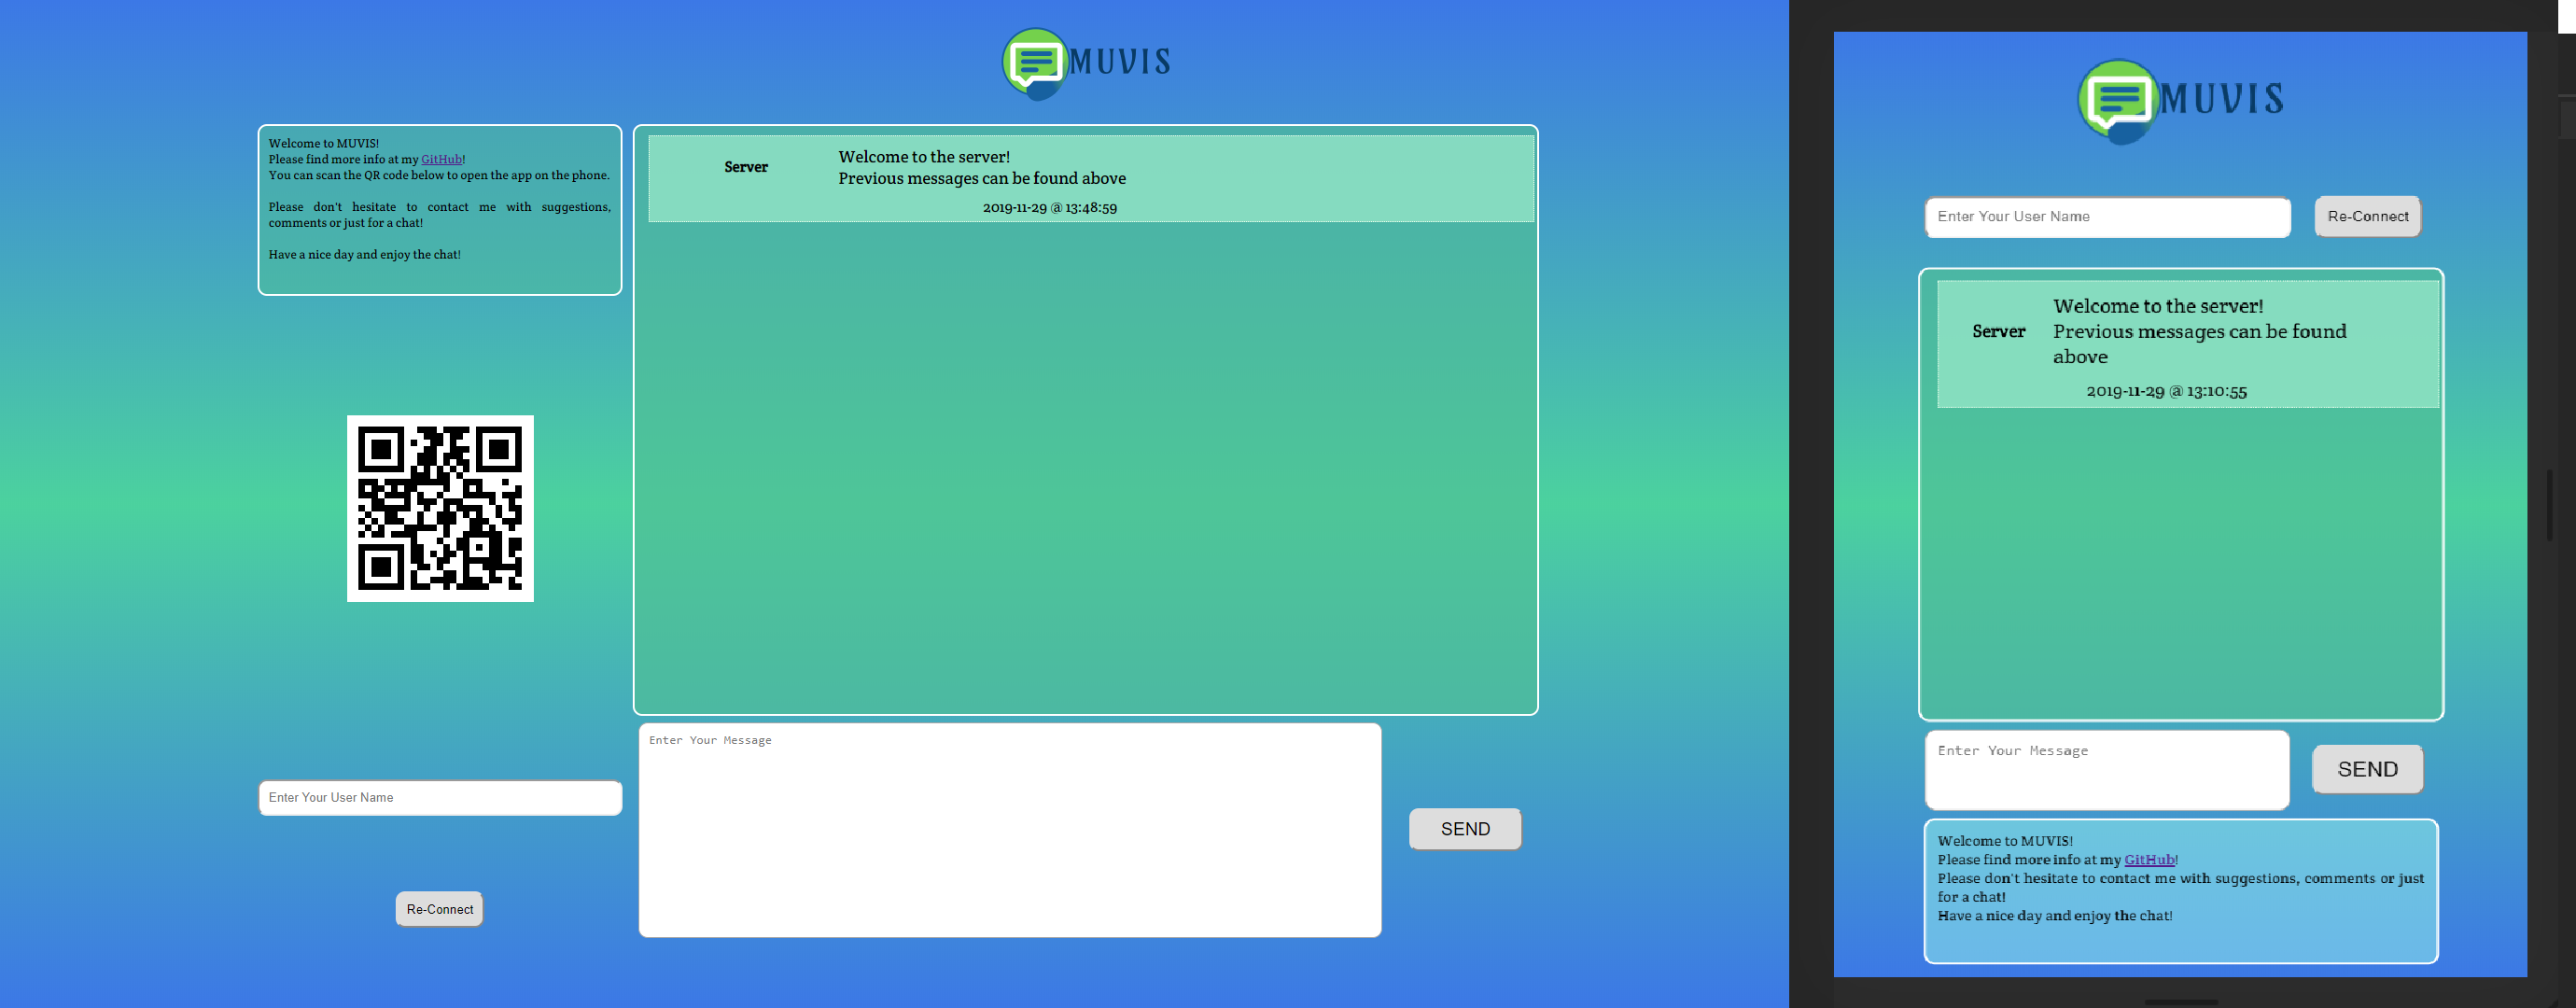 MUVIS
Welcome to MUVIS!
Please find more info at my GitHub!
You can scan the QR code below to open the app on the phone.
Please don't hesitate to contact me with suggestions,
comments or just for a chat!
Have a nice day and enjoy the chat!
Enter Your User Name
Re-Connect
Server
Welcome to the server!
Previous messages can be found above
2019-11-29 @ 13:48:59
Enter Your Message
SEND
MUVIS
Enter Your User Name
Re-Connect
Server
Welcome to the server!
Previous messages can be found
above
2019-11-29 @ 13:10:55
Enter Your Message
SEND
Welcome to MUVIS!
Please find more info at my GitHub!
Please don't hesitate to contact me with suggestions, comments or just
for a chat!
Have a nice day and enjoy the chat!